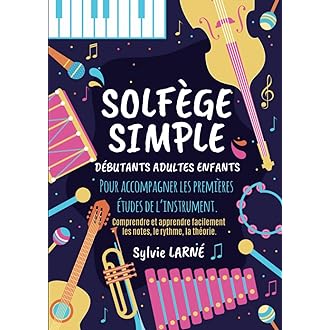 SOLFÈGE
SIMPLE
DÉBUTANTS ADULTES ENFANTS
POUR ACCOMPAGNER LES PREMIÈRES
ÉTUDES DE L'INSTRUMENT.
Comprendre et apprendre facilement
les notes, le rythme, la théorie.
Sylvie LARNÉ